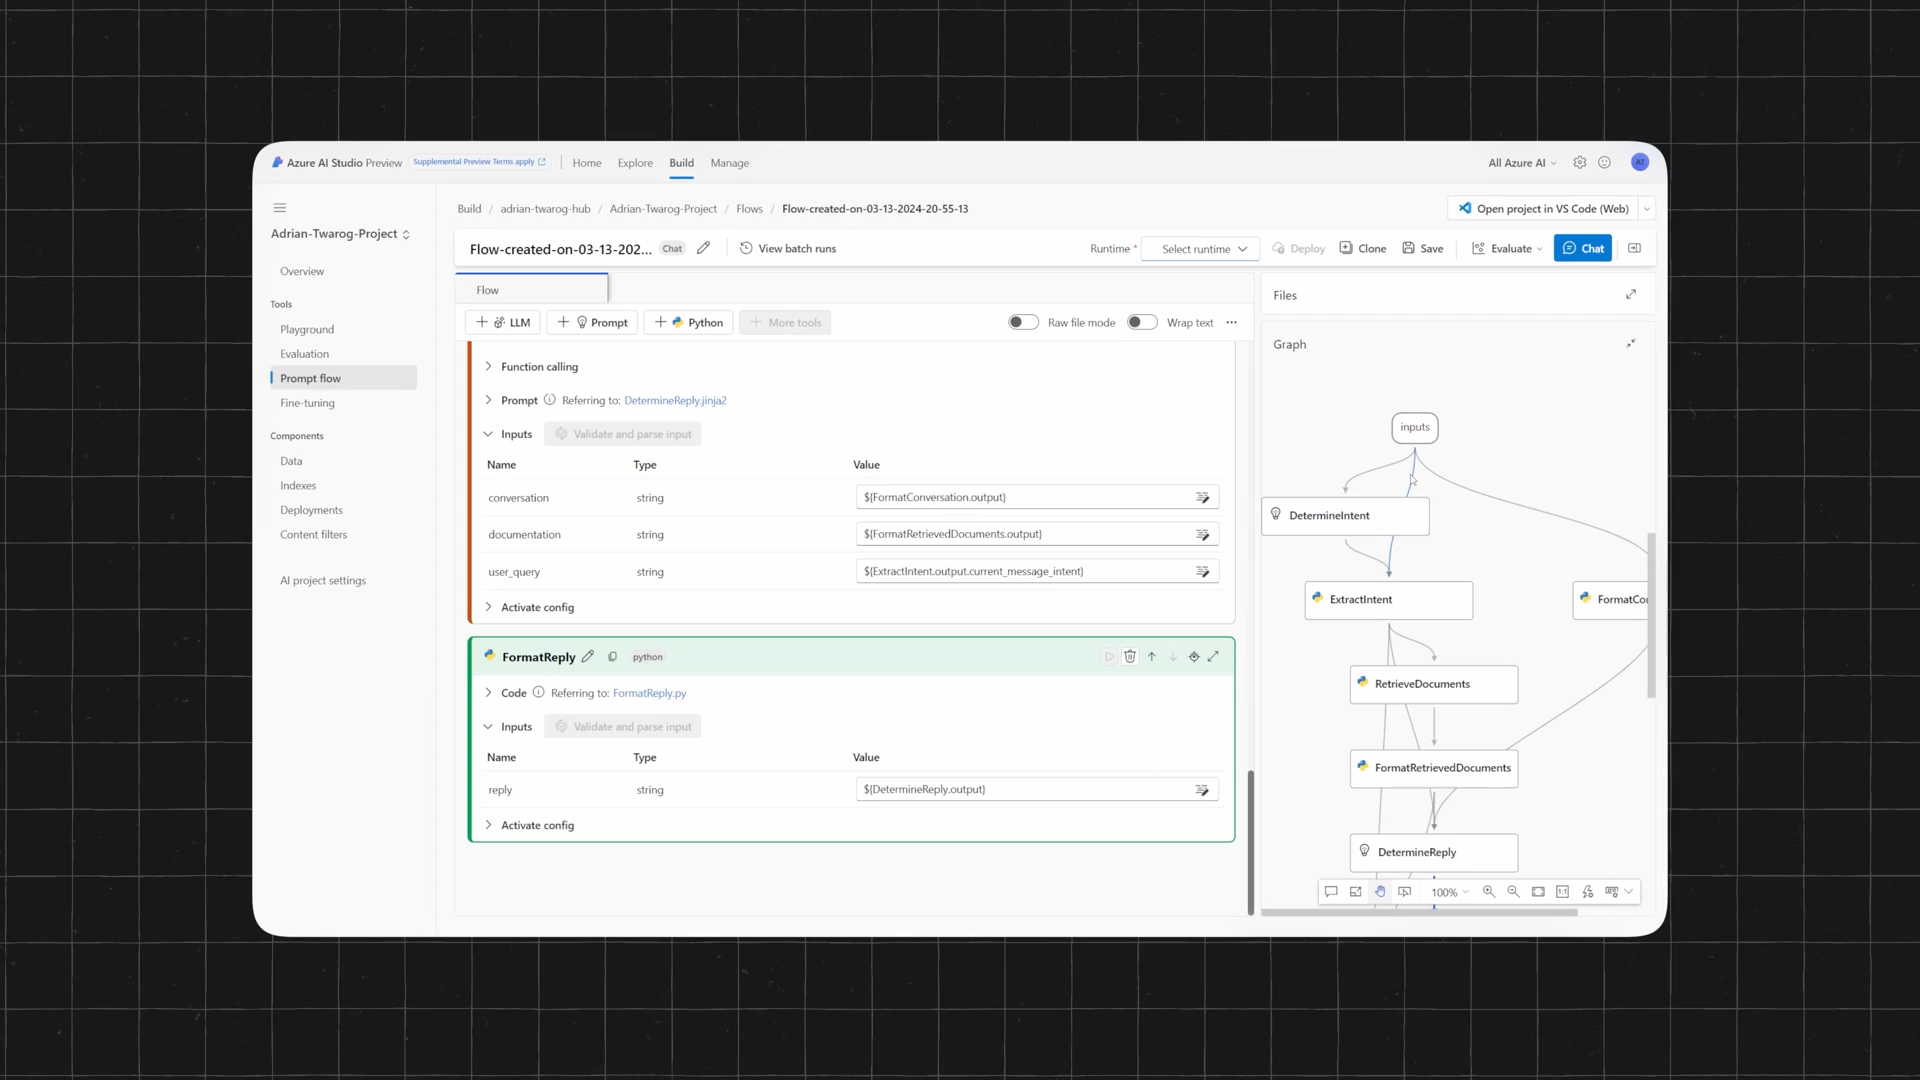 Azure AI Studio Preview Supplemental Preview Terms apply Home Explore Build Manage All Azure AI AT
Adrian-Twarog-Project
Overview
Tools
Playground
Evaluation
Prompt flow
Fine-tuning
Components
Data
Indexes
Deployments
Content filters
AI project settings
Build / adrian-twarog-hub / Adrian-Twarog-Project / Flows / Flow-created-on-03-13-2024-20-55-13
Open project in VS Code (Web)
Flow-created-on-03-13-202... Chat View batch runs Runtime * Select runtime Deploy Clone Save Evaluate Chat
Flow
LLM Prompt Python More tools Raw file mode Wrap text ...
Function calling
Prompt Referring to: DetermineReply.jinja2
Inputs Validate and parse input
Name Type Value
conversation string ${FormatConversation.output}
documentation string ${FormatRetrievedDocuments.output}
user_query string ${ExtractIntent.output.current_message_intent}
Activate config
FormatReply python
Code Referring to: FormatReply.py
Inputs Validate and parse input
Name Type Value
reply string ${DetermineReply.output}
Activate config
Files
Graph
inputs
DetermineIntent
ExtractIntent
FormatCo
RetrieveDocuments
FormatRetrievedDocuments
DetermineReply
100% 1:1